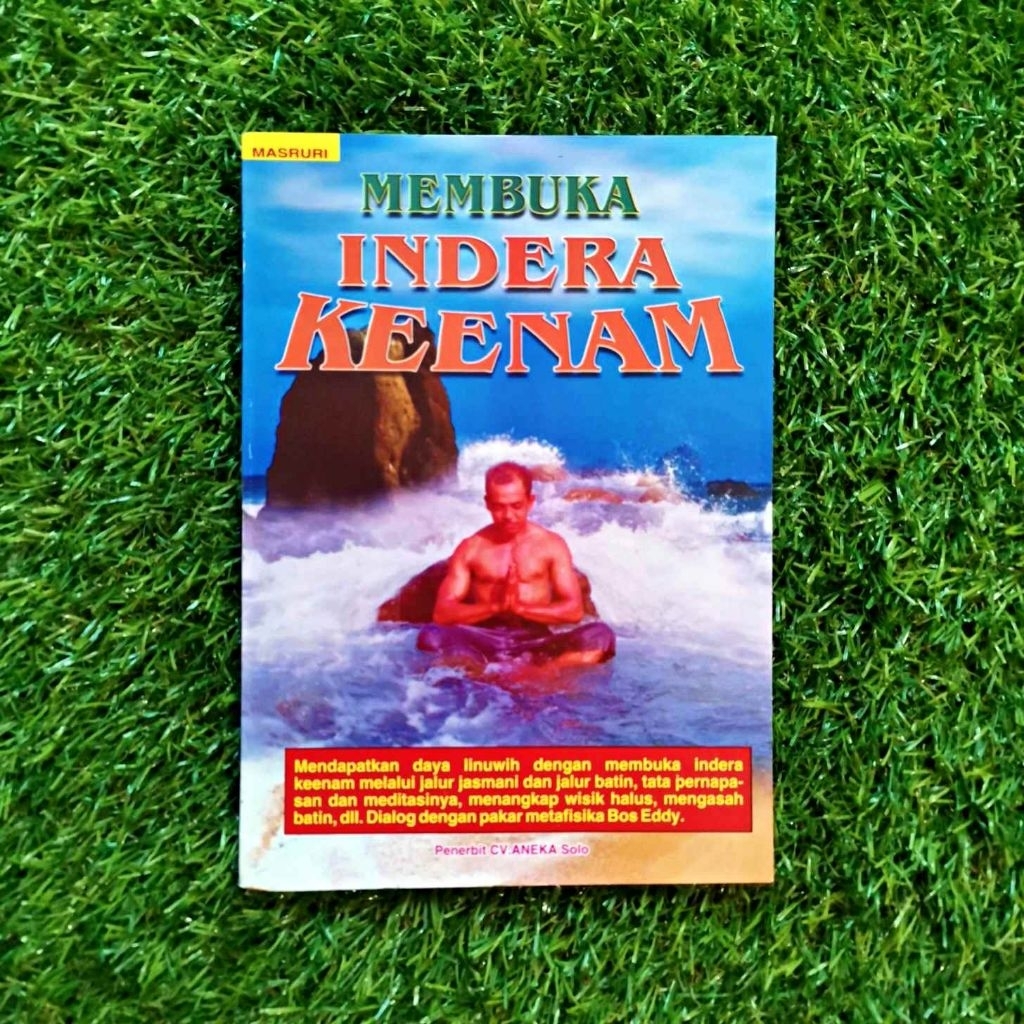 MASRURI
MEMBUKA
INDERA
KEENAM
Mendapatkan daya linuwih dengan membuka indera
keenam melalui jalur jasmani dan jalur batin, tata pernapa-
san dan meditasinya, menangkap wisik halus, mengasah
batin, dll. Dialog dengan pakar metafisika Bos Eddy.
Penerbit CV.ANEKA Solo